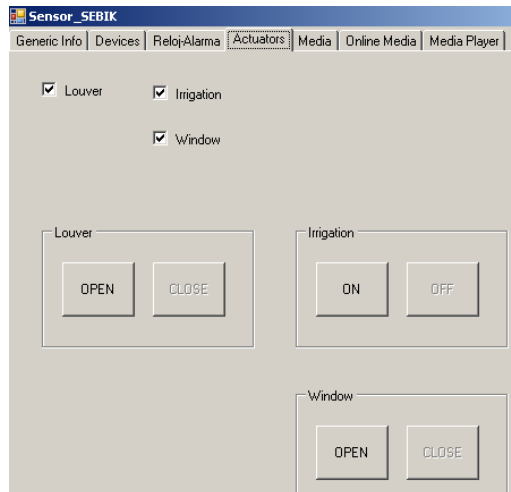 Sensor_SEBIK
Generic Info Devices Reloj-Alarma Actuators Media Online Media Media Player
Louver Irrigation
Window
Louver Irrigation
OPEN CLOSE ON OFF
Window
OPEN CLOSE